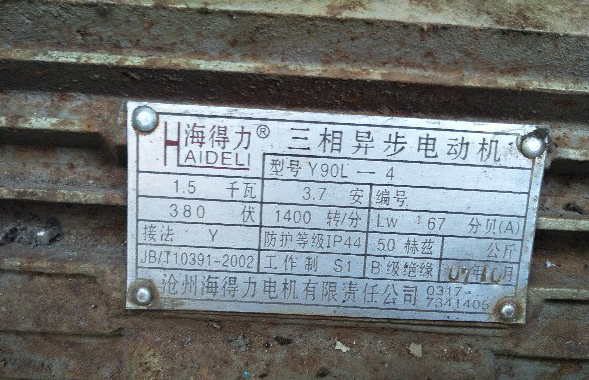 海得力® 三相异步电动机
HAIDELI 型号 Y90L — 4
1.5 千瓦 3.7 安 编号
380 伏 1400 转/分 Lw 67 分贝(A)
接法 Y 防护等级IP44 50 赫兹 公斤
JB/T10391-2002 工作制 S1 B级绝缘 07年10月
沧州海得力电机有限责任公司 0317-
7341405